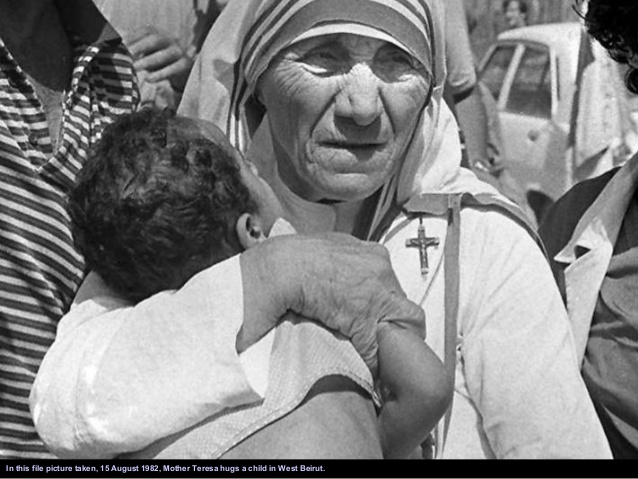 In this file picture taken, 15 August 1982, Mother Teresa hugs a child in West Beirut.